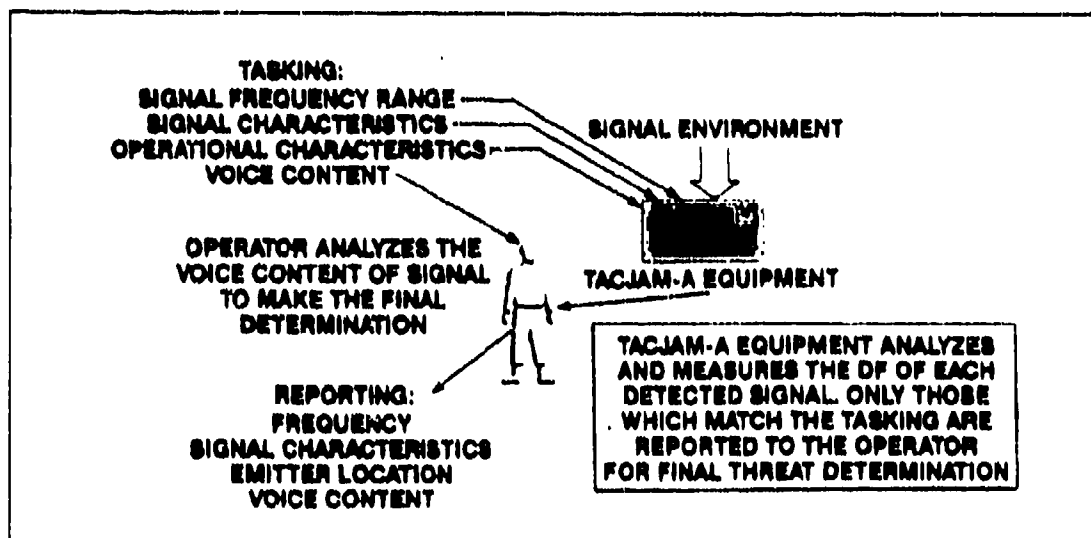 TASKING:
SIGNAL FREQUENCY RANGE
SIGNAL CHARACTERISTICS
OPERATIONAL CHARACTERISTICS
VOICE CONTENT
SIGNAL ENVIRONMENT
OPERATOR ANALYZES THE
VOICE CONTENT OF SIGNAL
TO MAKE THE FINAL
DETERMINATION
TACJAM-A EQUIPMENT
TACJAM-A EQUIPMENT ANALYZES
AND MEASURES THE DF OF EACH
DETECTED SIGNAL. ONLY THOSE
WHICH MATCH THE TASKING ARE
REPORTED TO THE OPERATOR
FOR FINAL THREAT DETERMINATION
REPORTING:
FREQUENCY
SIGNAL CHARACTERISTICS
EMITTER LOCATION
VOICE CONTENT